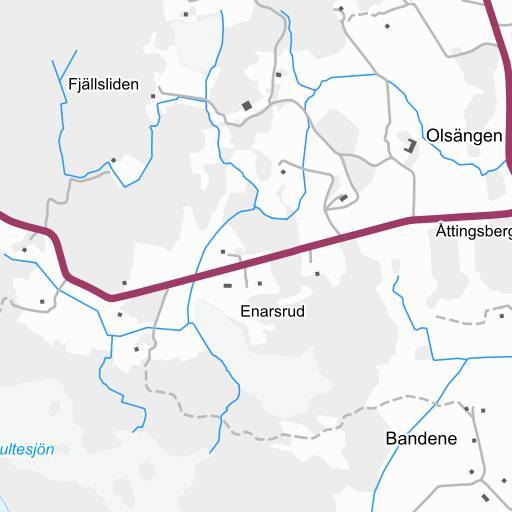 Fjällsliden
Olsängen
Åttingsberg
Enarsrud
Bandene
ultesjön